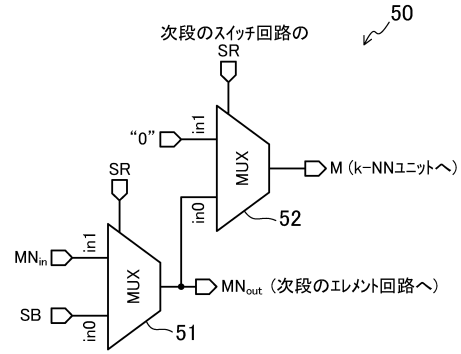 50
次段のスイッチ回路の
SR
in1
“0”
MUX
M (k-NNユニットへ)
in0
52
SR
in1
MNin
MUX
MNout (次段のエレメント回路へ)
SB
in0
51